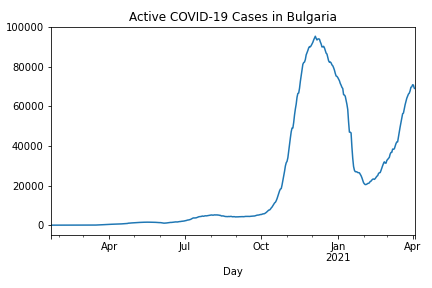 Active COVID-19 Cases in Bulgaria
100000
80000
60000
40000
20000
0
Apr
Jul
Oct
Jan
2021
Apr
Day